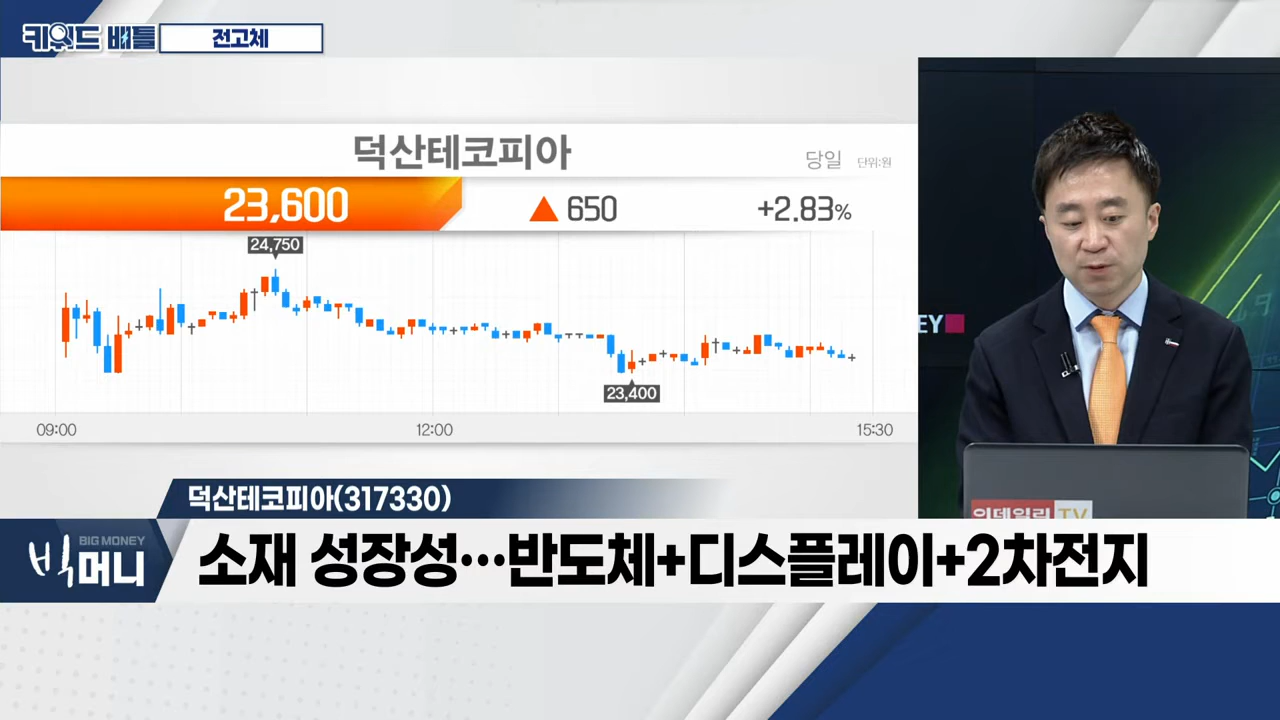 키워드 배틀
전고체
덕산테코피아
당일 단위:원
23,600 ▲ 650 +2.83%
24,750
23,400
09:00 12:00 15:30
EY
덕산테코피아(317330)
이데일리 TV
BIG MONEY
빅머니
소재 성장성…반도체+디스플레이+2차전지